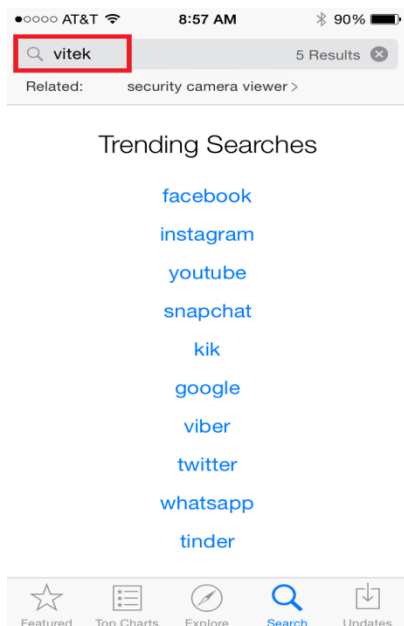 AT&T 8:57 AM 90%
vitek 5 Results
Related: security camera viewer >
Trending Searches
facebook
instagram
youtube
snapchat
kik
google
viber
twitter
whatsapp
tinder
Featured Top Charts Explore Search Updates